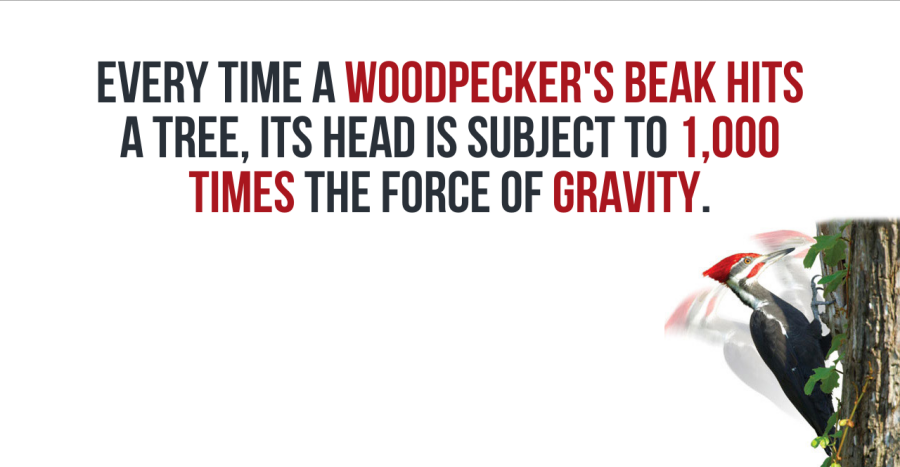 EVERY TIME A WOODPECKER'S BEAK HITS
A TREE, ITS HEAD IS SUBJECT TO 1,000
TIMES THE FORCE OF GRAVITY.